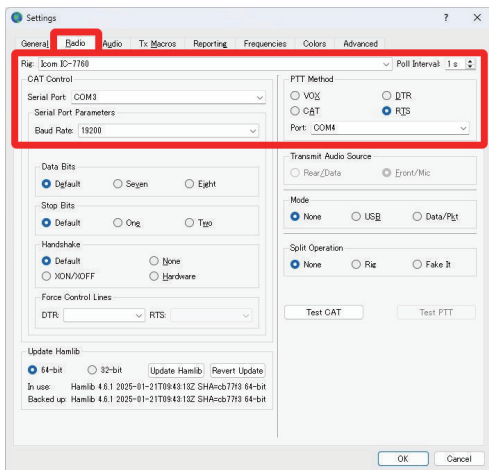 Settings
?
General Radio Audio Tx Macros Reporting Frequencies Colors Advanced
Rig: Icom IC-7760 Poll Interval: 1 s
CAT Control
Serial Port: COM3
Serial Port Parameters
Baud Rate: 19200
Data Bits
Default Seven Eight
Stop Bits
Default One Two
Handshake
Default None
XON/XOFF Hardware
Force Control Lines
DTR: RTS:
PTT Method
VOX DTR
CAT RTS
Port: COM4
Transmit Audio Source
Rear/Data Front/Mic
Mode
None USB Data/Pkt
Split Operation
None Rig Fake It
Test CAT Test PTT
Update Hamlib
64-bit 32-bit Update Hamlib Revert Update
In use: Hamlib 4.6.1 2025-01-21T09:43:13Z SHA=cb77f3 64-bit
Backed up: Hamlib 4.6.1 2025-01-21T09:43:13Z SHA=cb77f3 64-bit
OK Cancel